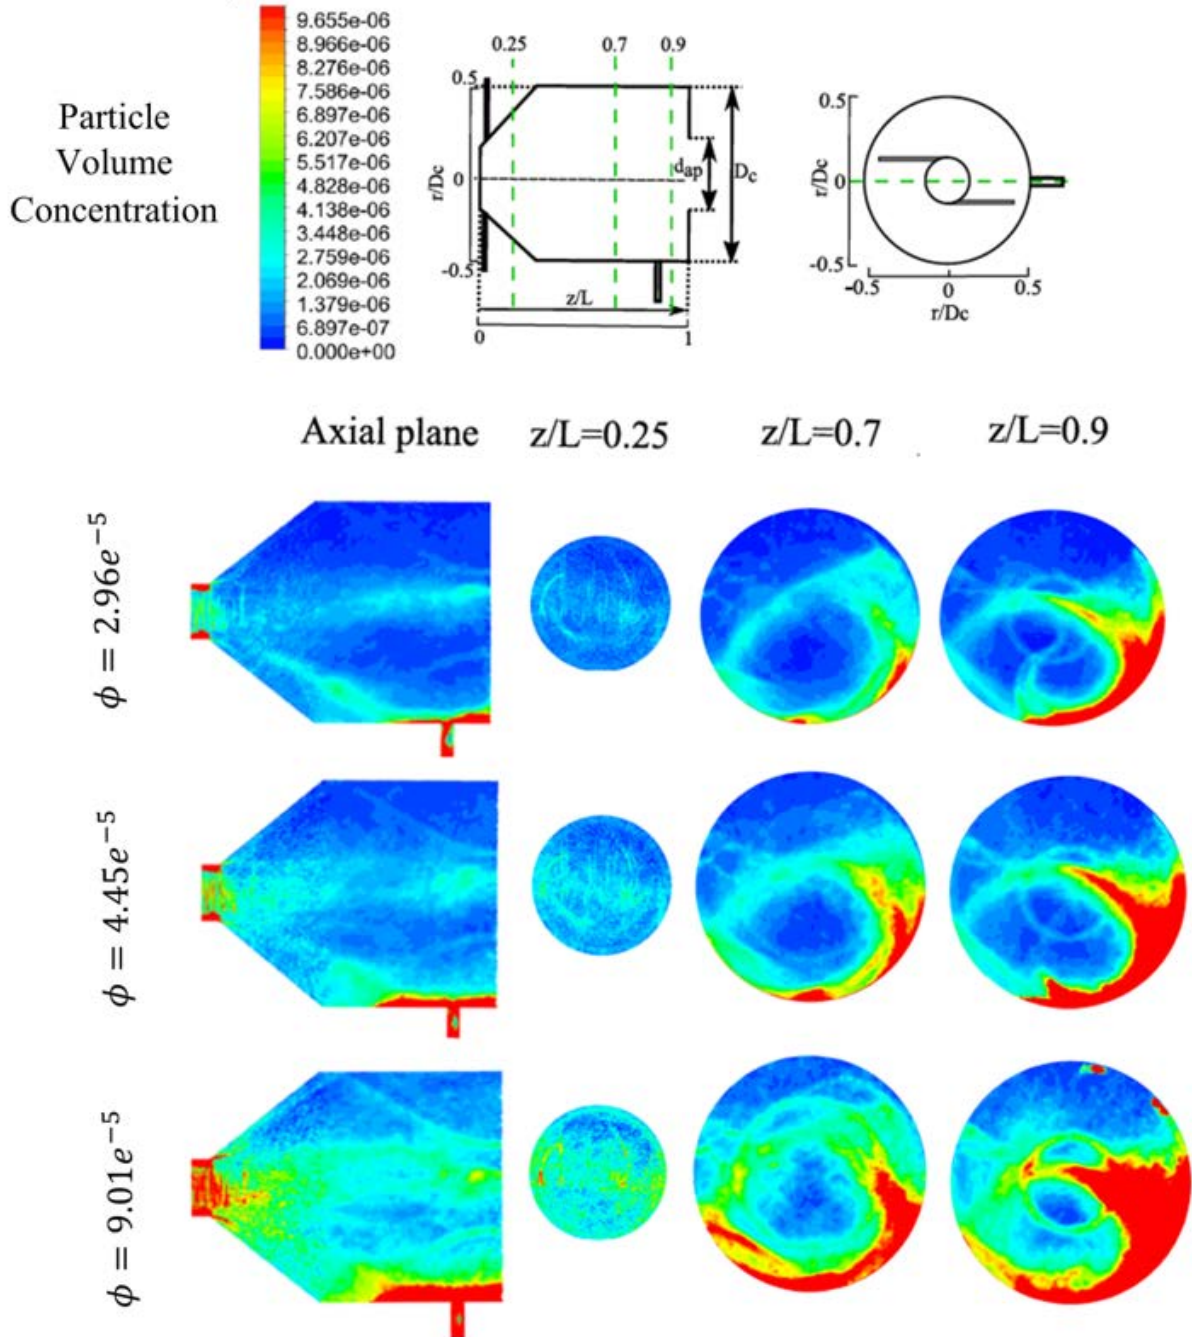 Particle
Volume
Concentration
9.655e-06
8.966e-06
8.276e-06
7.586e-06
6.897e-06
6.207e-06
5.517e-06
4.828e-06
4.138e-06
3.448e-06
2.759e-06
2.069e-06
1.379e-06
6.897e-07
0.000e+00
0.25 0.7 0.9
0.5
r/Dc
0
-0.5
d_ap
D_c
z/L
0 1
0.5
r/Dc
0
-0.5
-0.5 0 0.5
r/Dc
Axial plane z/L=0.25 z/L=0.7 z/L=0.9
ϕ = 2.96e⁻⁵
ϕ = 4.45e⁻⁵
ϕ = 9.01e⁻⁵